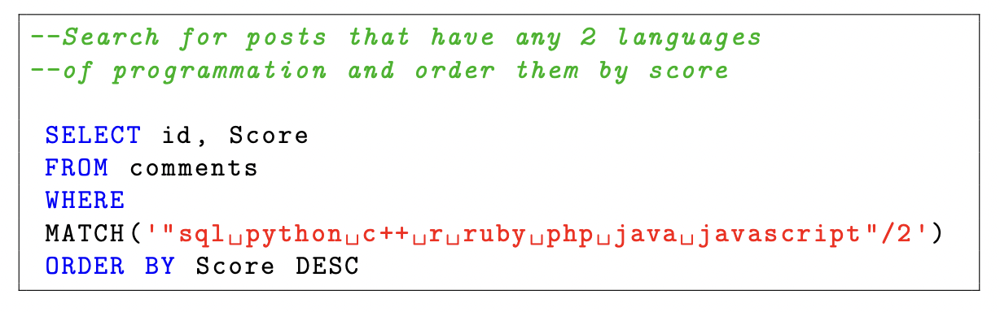 --Search for posts that have any 2 languages
--of programmation and order them by score
SELECT id, Score
FROM comments
WHERE
MATCH('"sql␣python␣c++␣r␣ruby␣php␣java␣javascript"/2')
ORDER BY Score DESC